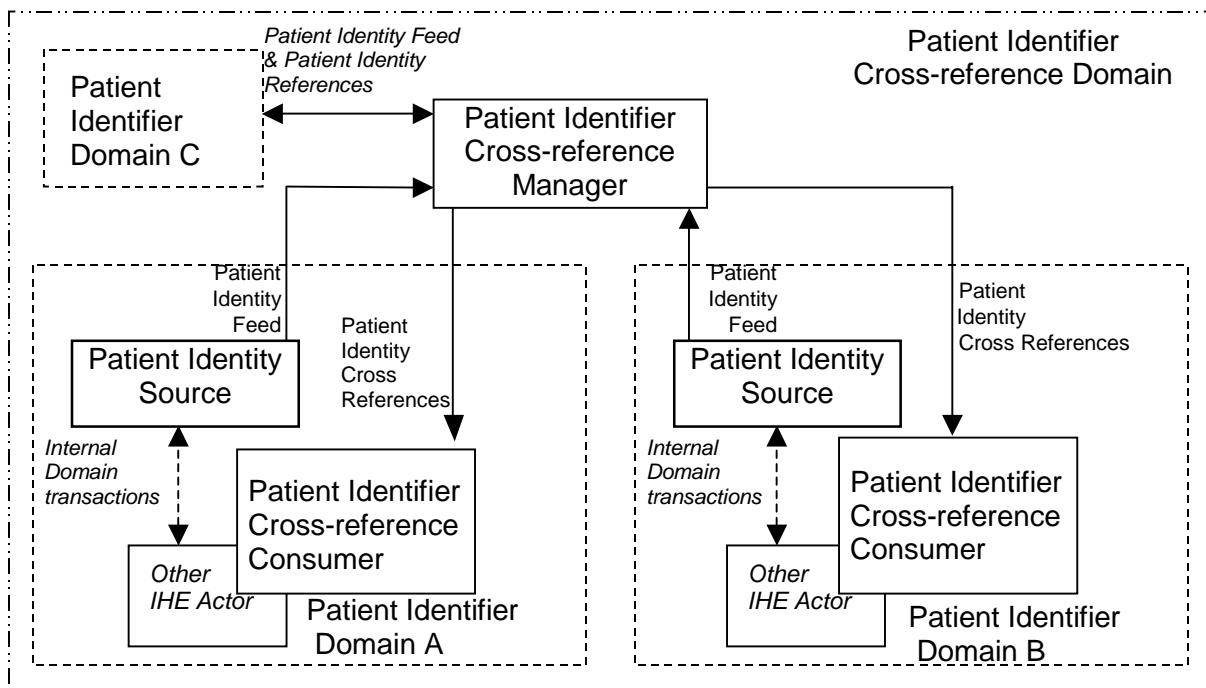 Patient Identity Feed
& Patient Identity
References
Patient Identifier
Cross-reference Domain
Patient
Identifier
Domain C
Patient Identifier
Cross-reference
Manager
Patient
Identity
Feed
Patient Identity
Source
Patient
Identity
Cross
References
Internal
Domain
transactions
Patient Identifier
Cross-reference
Consumer
Other
IHE Actor
Patient Identifier
Domain A
Patient
Identity
Feed
Patient Identity
Source
Patient
Identity
Cross References
Internal
Domain
transactions
Patient Identifier
Cross-reference
Consumer
Other
IHE Actor
Patient Identifier
Domain B